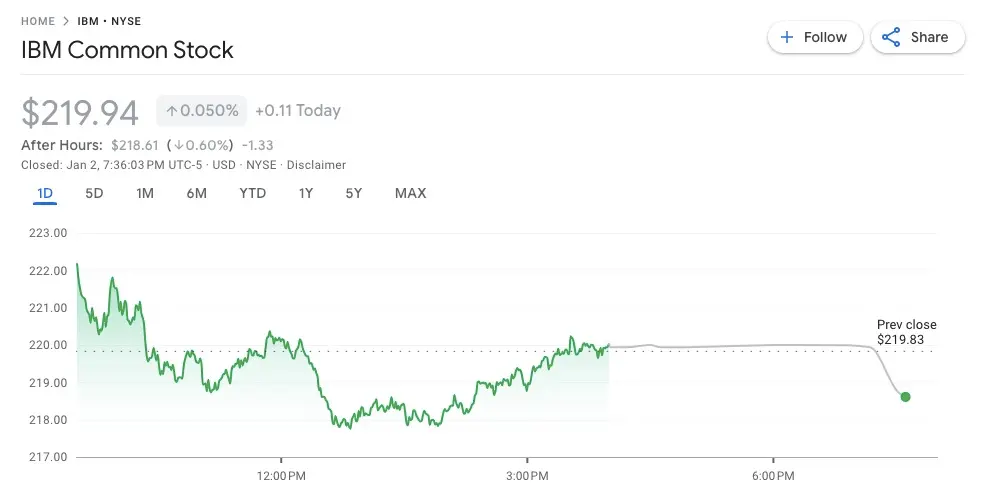 HOME > IBM • NYSE
IBM Common Stock
+ Follow
Share
$219.94 ↑0.050% +0.11 Today
After Hours: $218.61 (↓0.60%) -1.33
Closed: Jan 2, 7:36:03 PM UTC-5 · USD · NYSE · Disclaimer
1D 5D 1M 6M YTD 1Y 5Y MAX
223.00
222.00
221.00
220.00
219.00
218.00
217.00
Prev close
$219.83
12:00 PM 3:00 PM 6:00 PM